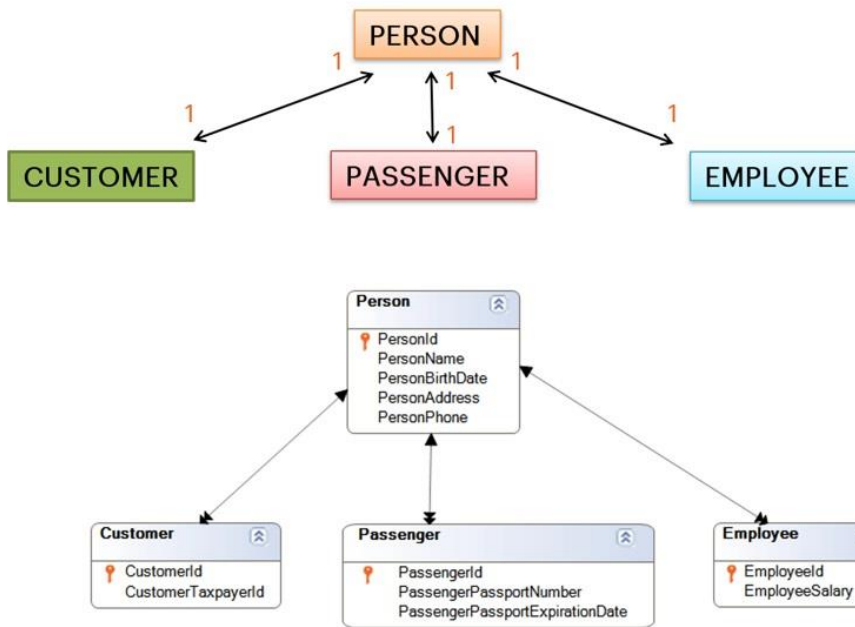 PERSON
1
1
1
1
1
1
CUSTOMER
PASSENGER
EMPLOYEE
Person
PersonId
PersonName
PersonBirthDate
PersonAddress
PersonPhone
Customer
CustomerId
CustomerTaxpayerId
Passenger
PassengerId
PassengerPassportNumber
PassengerPassportExpirationDate
Employee
EmployeeId
EmployeeSalary